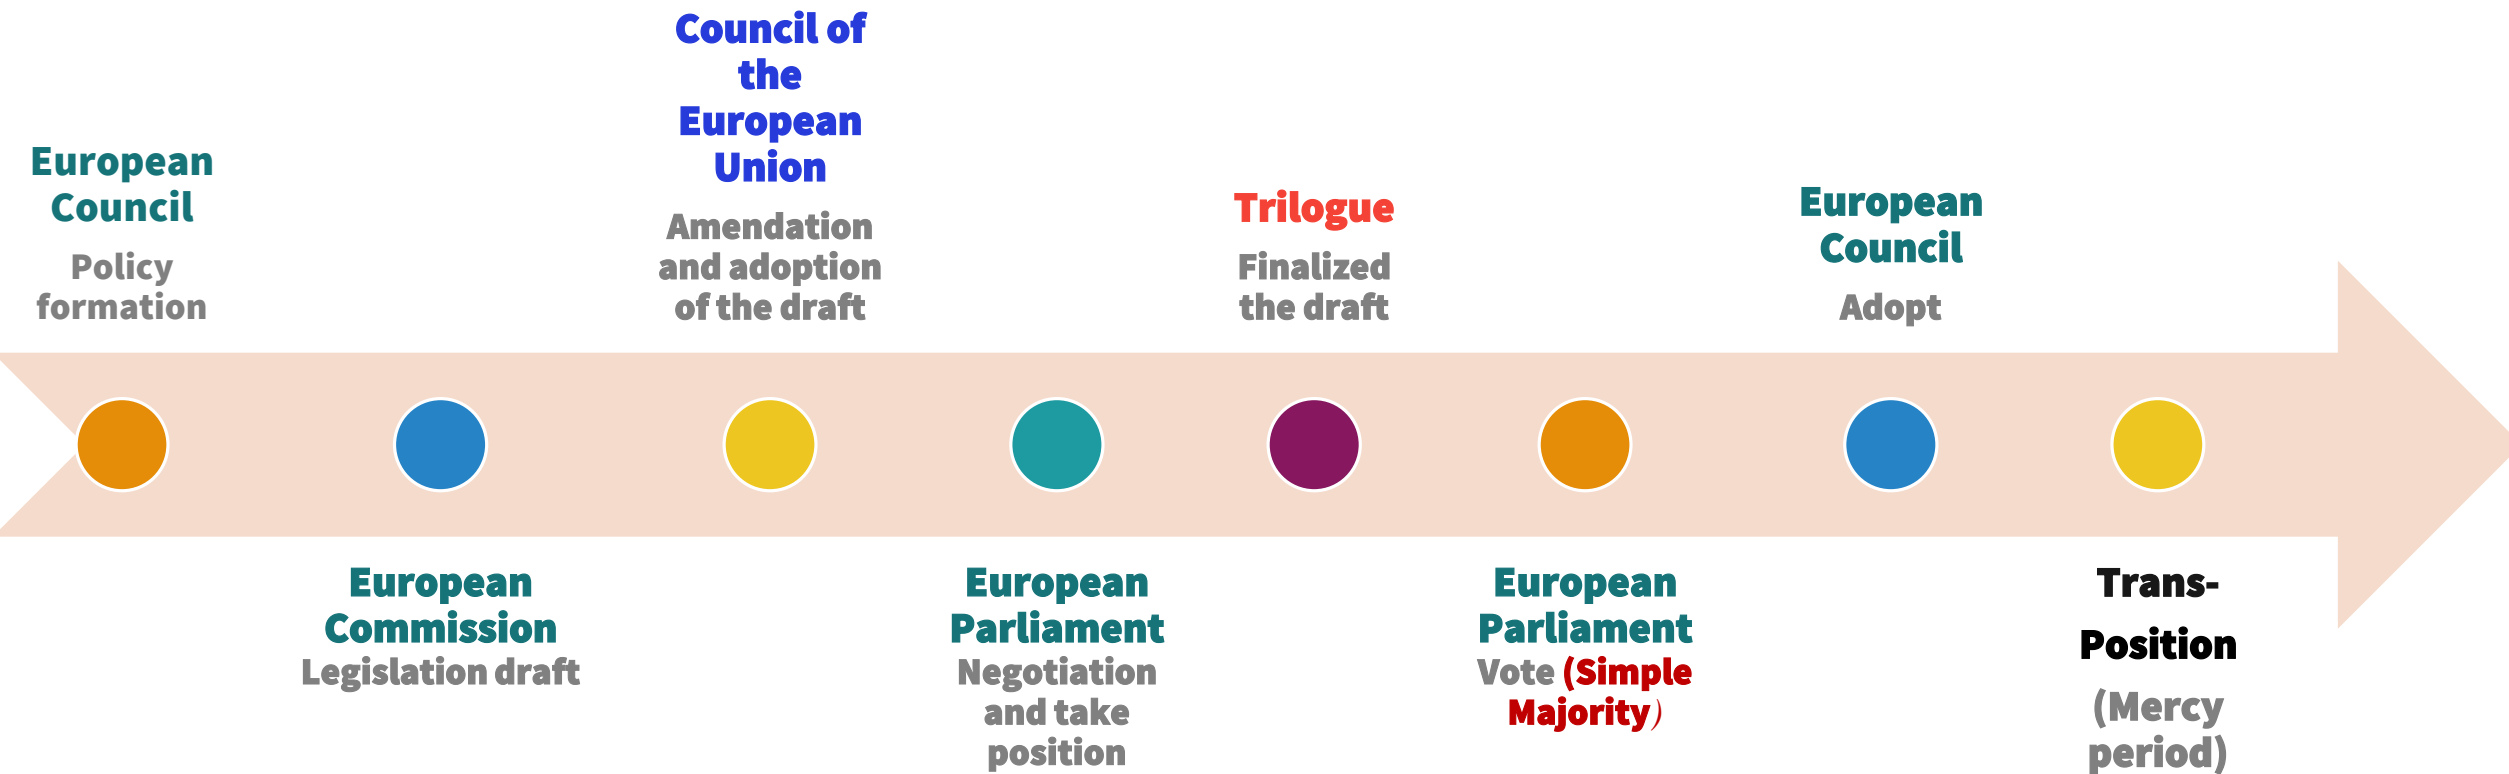 European
Council
Policy
formation
European
Commission
Legislation draft
Council of
the
European
Union
Amendation
and adoption
of the draft
European
Parliament
Negotiation
and take
position
Trilogue
Finalized
the draft
European
Parliament
Vote (Simple
Majority）
European
Council
Adopt
Trans-
Position
(Mercy
period)